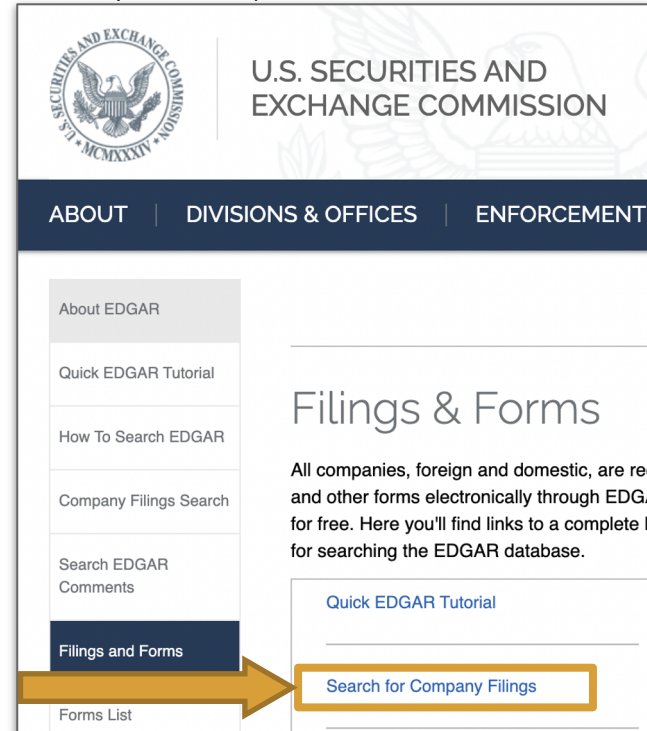 U.S. SECURITIES AND EXCHANGE COMMISSION
MCMXXXIV
U.S. SECURITIES AND
EXCHANGE COMMISSION
ABOUT
DIVISIONS & OFFICES
ENFORCEMENT
About EDGAR
Quick EDGAR Tutorial
How To Search EDGAR
Company Filings Search
Search EDGAR
Comments
Filings and Forms
Forms List
Filings & Forms
All companies, foreign and domestic, are
and other forms electronically through
for free. Here you'll find links to a complete
for searching the EDGAR database.
Quick EDGAR Tutorial
Search for Company Filings